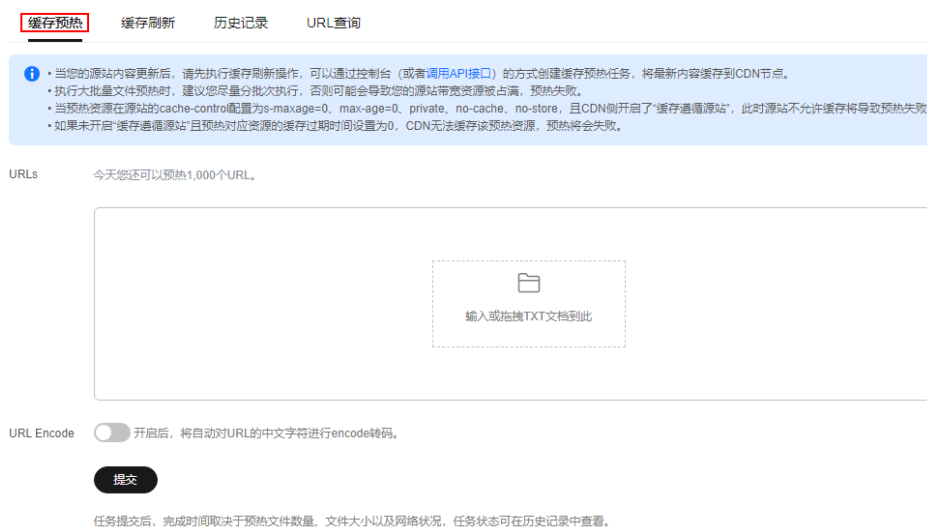 缓存预热 缓存刷新 历史记录 URL查询
• 当您的源站内容更新后，请先执行缓存刷新操作，可以通过控制台（或者调用API接口）的方式创建缓存预热任务，将最新内容缓存到CDN节点。
• 执行大批量文件预热时，建议您尽量分批次执行，否则可能会导致您的源站带宽资源被占满，预热失败。
• 当预热资源在源站的cache-control配置为s-maxage=0、max-age=0、private、no-cache、no-store，且CDN侧开启了“缓存遵循源站”，此时源站不允许缓存将导致预热失败
• 如果未开启“缓存遵循源站”且预热对应资源的缓存过期时间设置为0，CDN无法缓存该预热资源，预热将会失败。
URLs 今天您还可以预热1,000个URL。
输入或拖拽TXT文档到此
URL Encode 开启后，将自动对URL的中文字符进行encode转码。
提交
任务提交后，完成时间取决于预热文件数量、文件大小以及网络状况，任务状态可在历史记录中查看。